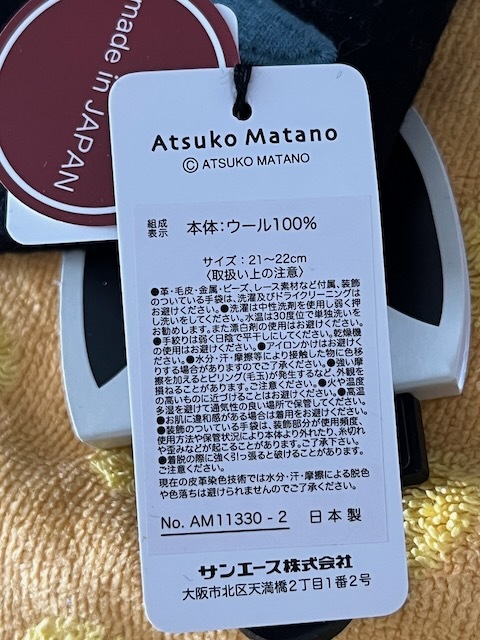 made in JAPAN
Atsuko Matano
© ATSUKO MATANO
組成
表示
本体：ウール100%
サイズ：21～22cm
〈取扱い上の注意〉
●革・毛皮・金属・ビーズ、レース素材など付属、装飾
のついている手袋は、洗濯及びドライクリーニングは
お避けください。●洗濯は中性洗剤を使用し弱く押
し洗いをしてください。水温は30度位で単独洗いを
お勧めします。また漂白剤の使用はお避けください。
●手絞りは弱く日陰で平干しにしてください。乾燥機
の使用はお避けください。●アイロンかけはお避けく
ださい。●水分・汗・摩擦等により接触した物に色移
りする場合がありますのでご了承ください。●強い摩
擦を加えるとピリング(毛玉)が発生するなど、外観を
損ねることがあります。ご注意ください。●火や温度
の高いものに近づけることはお避けください。●高温
多湿を避けて通気性の良い場所で保管してください。
●お肌に違和感がある場合は着用をお避けください。
●装飾のついている手袋は、装飾部分が使用頻度、
使用方法や保管状況により本体より外れたり、糸切れ
や歪みなどが起こることがあります。ご了承下さい。
●着脱の際に強く引っ張ると破けることがあります。
ご注意ください。
現在の皮革染色技術では水分・汗・摩擦による脱色
や色落ちは避けられませんのでご了承ください。
No. AM11330-2 日本製
サンエース株式会社
大阪市北区天満橋2丁目1番2号